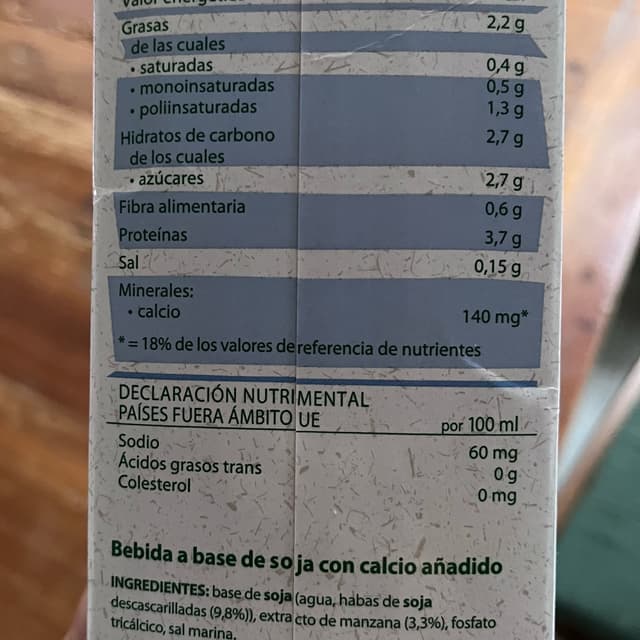 Grasas 2,2 g
de las cuales
• saturadas 0,4 g
• monoinsaturadas 0,5 g
• poliinsaturadas 1,3 g
Hidratos de carbono 2,7 g
de los cuales
• azúcares 2,7 g
Fibra alimentaria 0,6 g
Proteínas 3,7 g
Sal 0,15 g
Minerales:
• calcio 140 mg*
* = 18% de los valores de referencia de nutrientes
DECLARACIÓN NUTRIMENTAL
PAÍSES FUERA ÁMBITO UE por 100 ml
Sodio 60 mg
Ácidos grasos trans 0 g
Colesterol 0 mg
Bebida a base de soja con calcio añadido
INGREDIENTES: base de soja (agua, habas de soja
descascarilladas (9,8%)), extracto de manzana (3,3%), fosfato
tricálcico, sal marina.